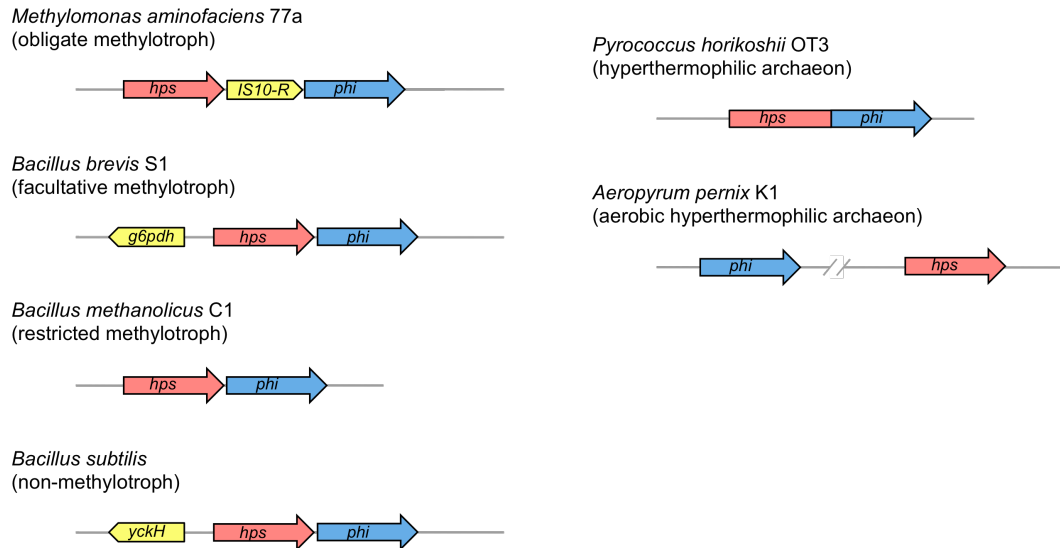 Methylomonas aminofaciens 77a
(obligate methylotroph)
hps IS10-R phi
Bacillus brevis S1
(facultative methylotroph)
g6pdh hps phi
Bacillus methanolicus C1
(restricted methylotroph)
hps phi
Bacillus subtilis
(non-methylotroph)
yckH hps phi
Pyrococcus horikoshii OT3
(hyperthermophilic archaeon)
hps phi
Aeropyrum pernix K1
(aerobic hyperthermophilic archaeon)
phi hps